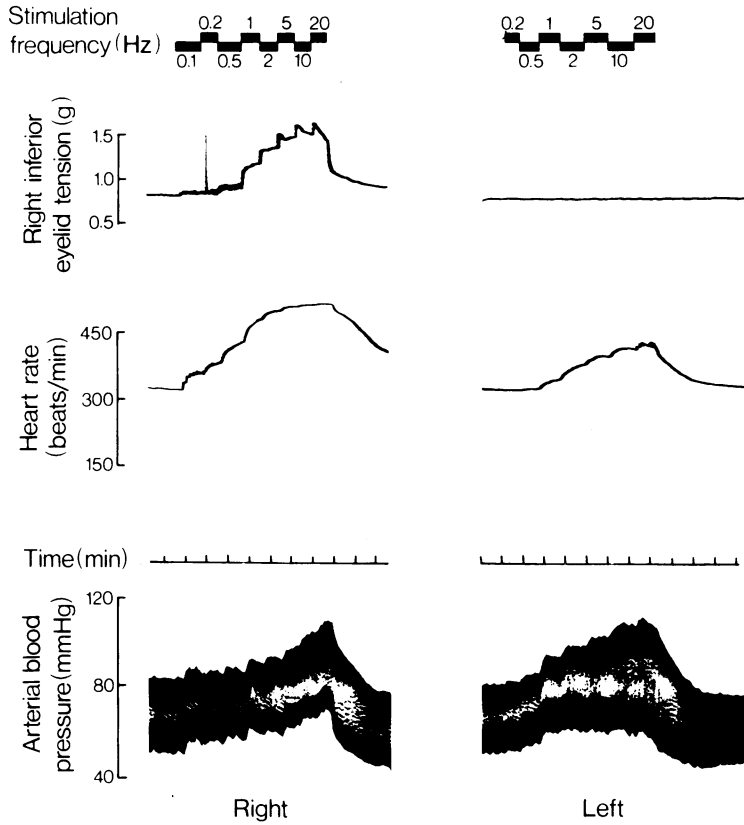 Stimulation
frequency(Hz)
0.2 1 5 20
0.1 0.5 2 10
0.2 1 5 20
0.5 2 10
Right inferior
eyelid tension (g)
1.5
1.0
0.5
Heart rate
(beats/min)
450
300
150
Time(min)
Arterial blood
pressure(mmHg)
120
80
40
Right
Left